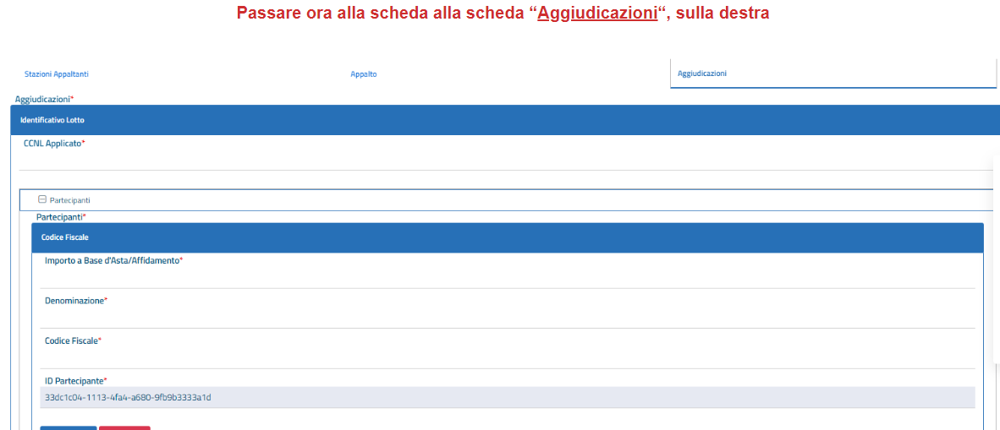 Passare ora alla scheda alla scheda “Aggiudicazioni“, sulla destra
Stazioni Appaltanti
Appalto
Aggiudicazioni
Aggiudicazioni*
Identificativo Lotto
CCNL Applicato*
Partecipanti
Partecipanti*
Codice Fiscale
Importo a Base d'Asta/Affidamento*
Denominazione*
Codice Fiscale*
ID Partecipante*
33dc1c04-1113-4fa4-a680-9fb9b3333a1d